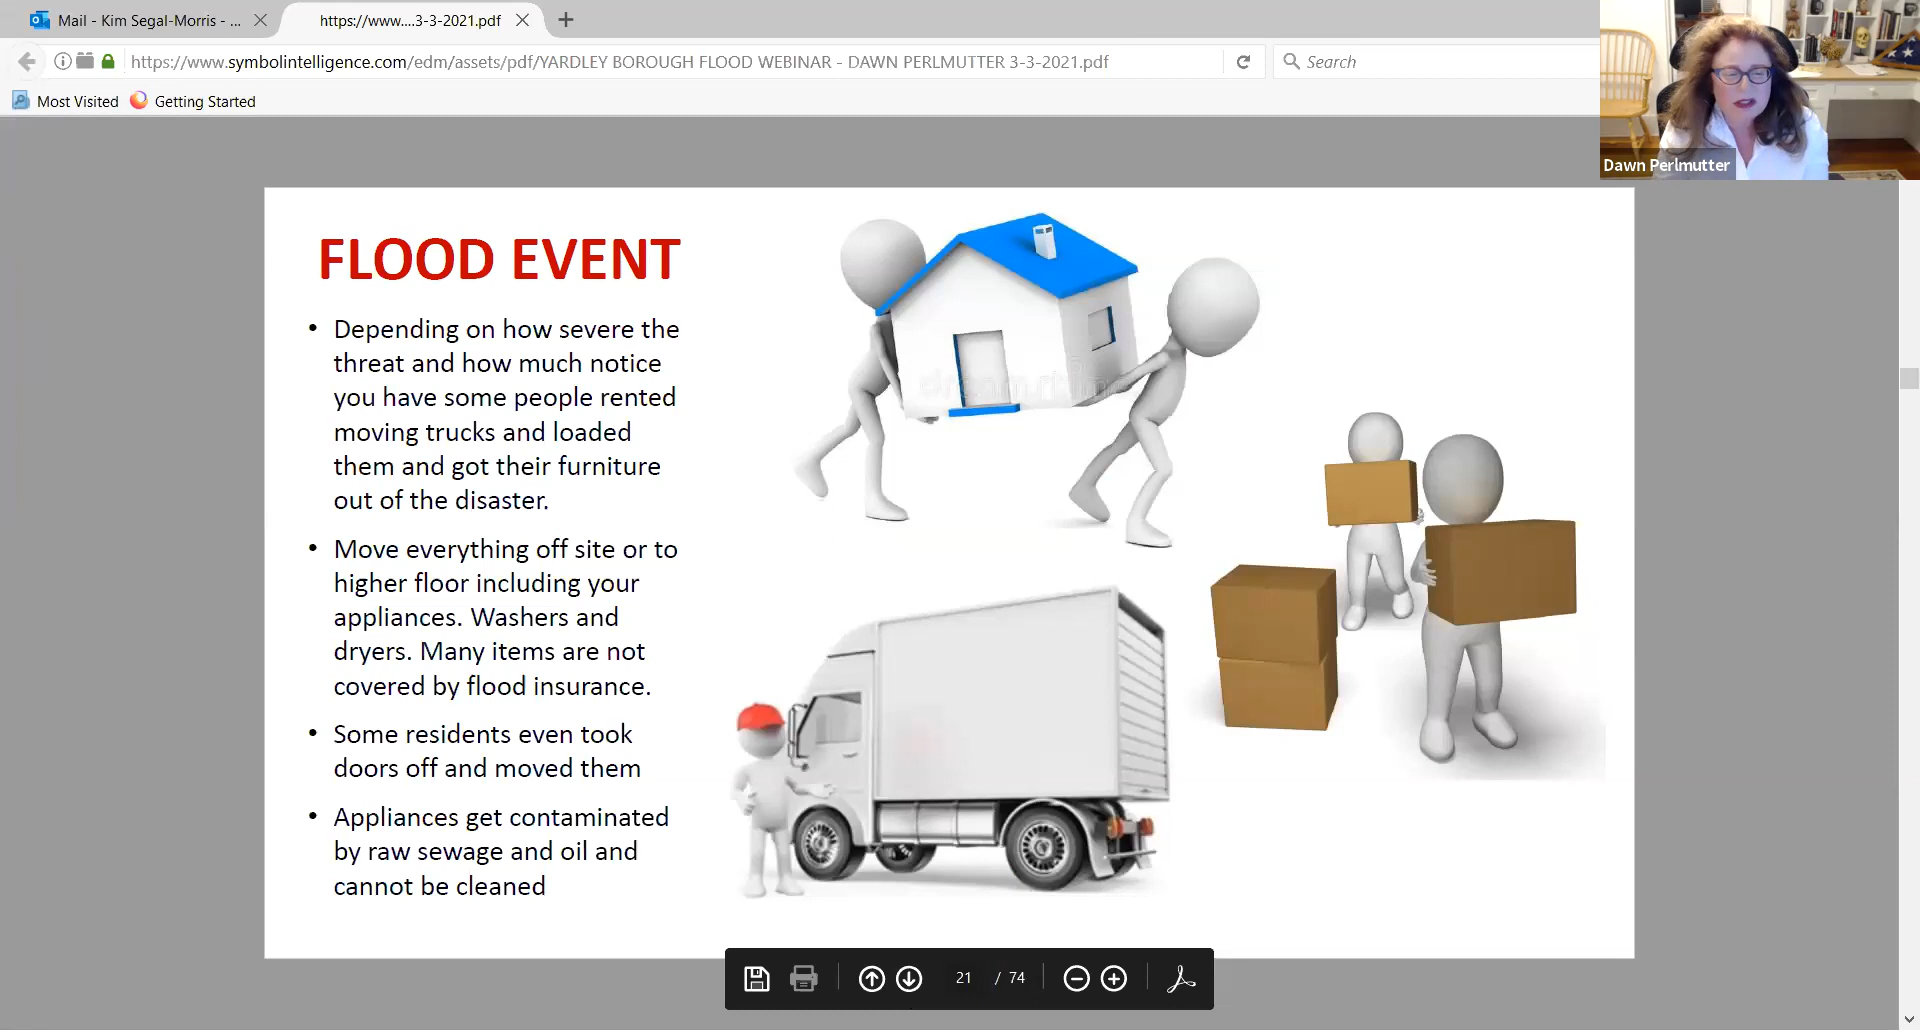 Mail - Kim Segal-Morris - ...
https://www....3-3-2021.pdf
https://www.symbolintelligence.com/edm/assets/pdf/YARDLEY BOROUGH FLOOD WEBINAR - DAWN PERLMUTTER 3-3-2021.pdf
Search
Most Visited
Getting Started
Dawn Perlmutter
FLOOD EVENT
• Depending on how severe the
threat and how much notice
you have some people rented
moving trucks and loaded
them and got their furniture
out of the disaster.
• Move everything off site or to
higher floor including your
appliances. Washers and
dryers. Many items are not
covered by flood insurance.
• Some residents even took
doors off and moved them
• Appliances get contaminated
by raw sewage and oil and
cannot be cleaned
dreamstime
21 / 74